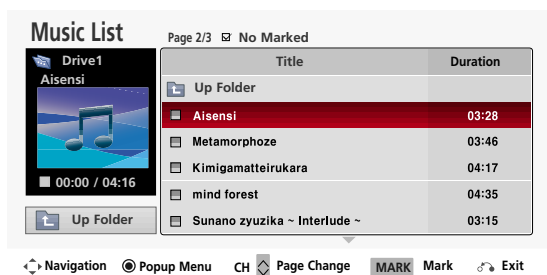 Music List
Page 2/3 No Marked
Drive1
Aisensi
00:00 / 04:16
Up Folder
Title Duration
Up Folder
Aisensi 03:28
Metamorphoze 03:46
Kimigamatteirukara 04:17
mind forest 04:35
Sunano zyuzika ~ Interlude ~ 03:15
Navigation Popup Menu CH Page Change MARK Mark Exit